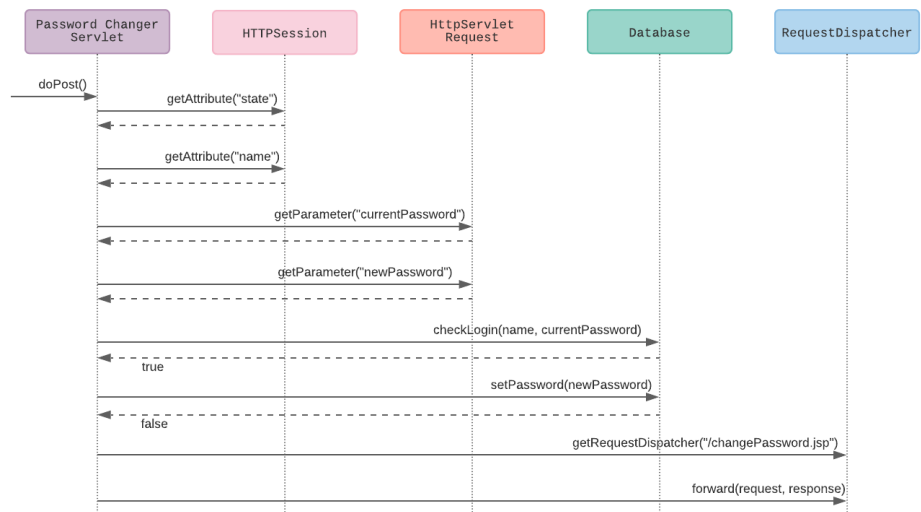 Password Changer
Servlet
HTTPSession
HttpServlet
Request
Database
RequestDispatcher
doPost()
getAttribute("state")
getAttribute("name")
getParameter("currentPassword")
getParameter("newPassword")
checkLogin(name, currentPassword)
true
setPassword(newPassword)
false
getRequestDispatcher("/changePassword.jsp")
forward(request, response)